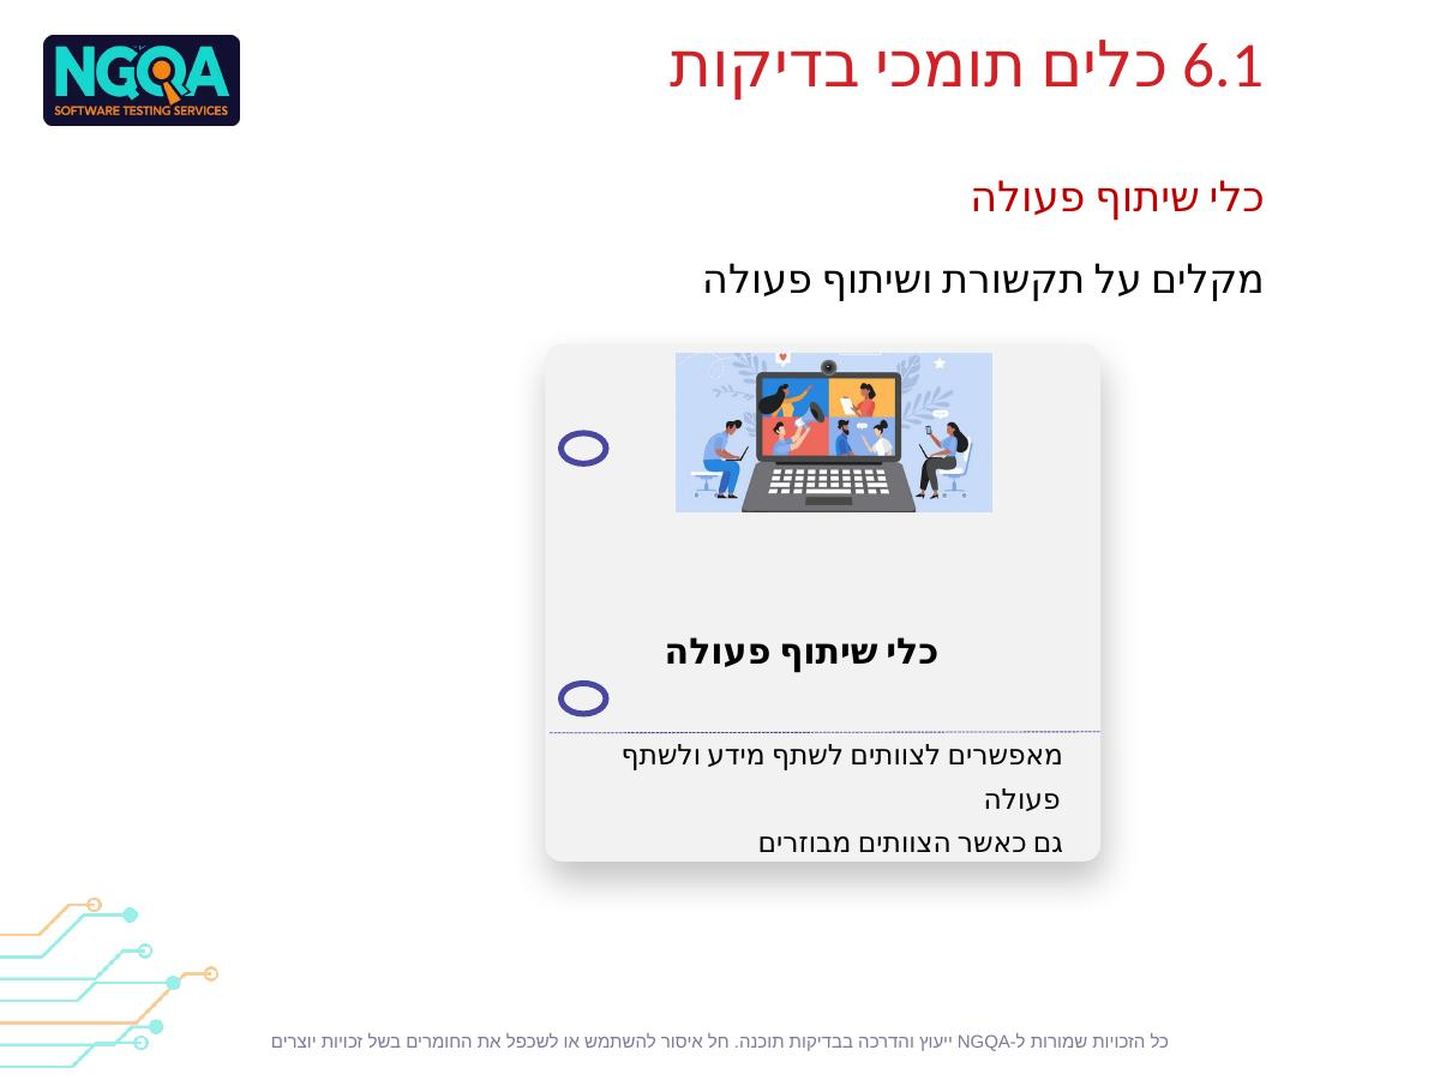 NGQA
SOFTWARE TESTING SERVICES
6.1 כלים תומכי בדיקות
כלי שיתוף פעולה
מקלים על תקשורת ושיתוף פעולה
כלי שיתוף פעולה
מאפשרים לצוותים לשתף מידע ולשתף
פעולה
גם כאשר הצוותים מבוזרים
כל הזכויות שמורות ל-NGQA ייעוץ והדרכה בבדיקות תוכנה. חל איסור להשתמש או לשכפל את החומרים בשל זכויות יוצרים